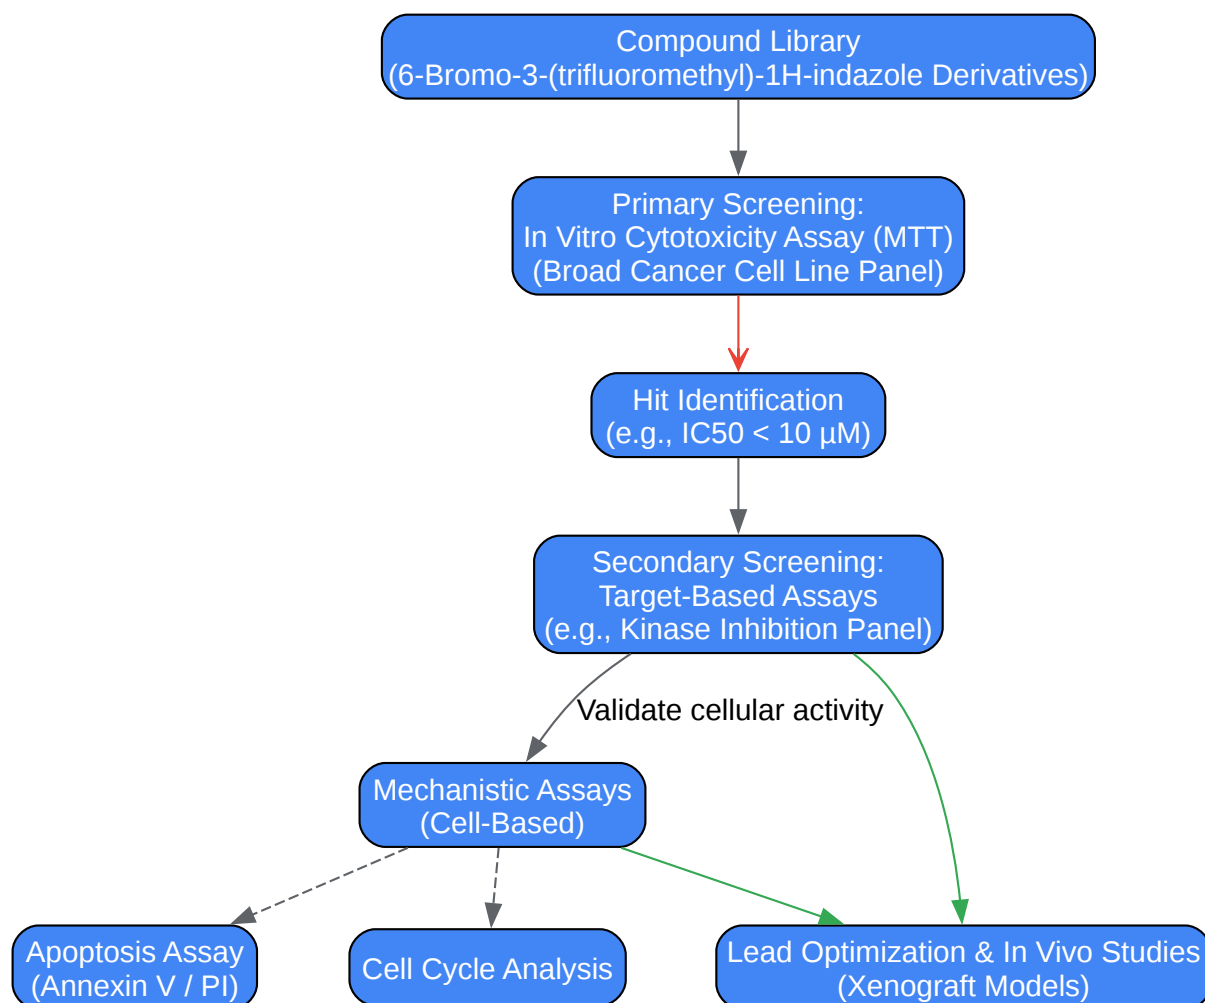 Compound Library
(6-Bromo-3-(trifluoromethyl)-1H-indazole Derivatives)
Primary Screening:
In Vitro Cytotoxicity Assay (MTT)
(Broad Cancer Cell Line Panel)
Hit Identification
(e.g., IC50 < 10 µM)
Secondary Screening:
Target-Based Assays
(e.g., Kinase Inhibition Panel)
Validate cellular activity
Mechanistic Assays
(Cell-Based)
Apoptosis Assay
(Annexin V / PI)
Cell Cycle Analysis
Lead Optimization & In Vivo Studies
(Xenograft Models)